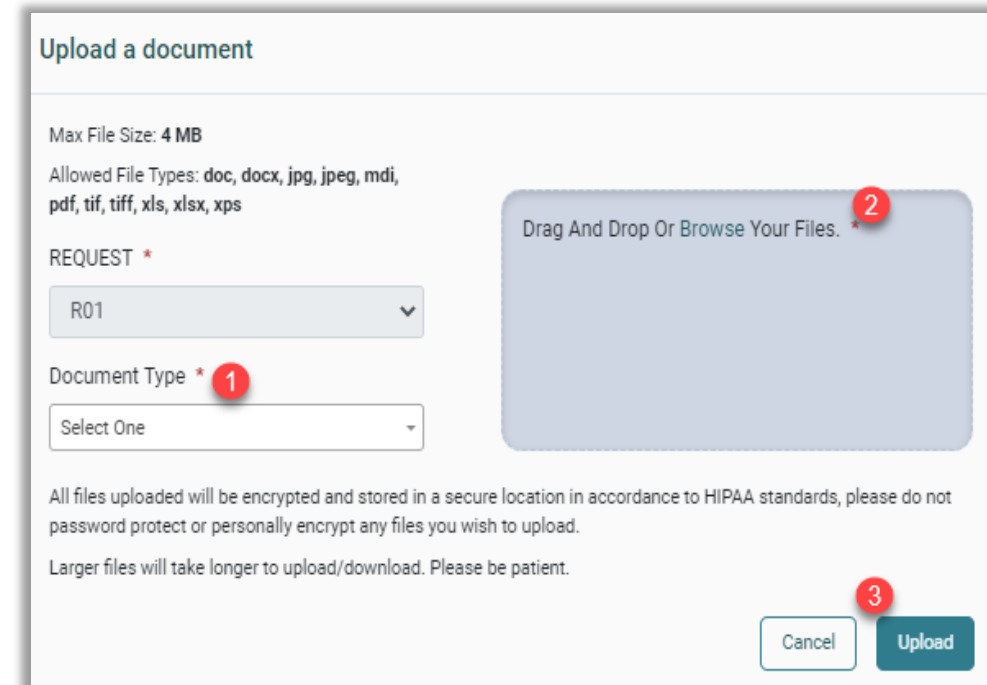 Upload a document
Max File Size: 4 MB
Allowed File Types: doc, docx, jpg, jpeg, mdi,
pdf, tif, tiff, xls, xlsx, xps
REQUEST *
R01
Document Type * 1
Select One
2
Drag And Drop Or Browse Your Files. *
All files uploaded will be encrypted and stored in a secure location in accordance to HIPAA standards, please do not
password protect or personally encrypt any files you wish to upload.
Larger files will take longer to upload/download. Please be patient.
3
Cancel
Upload